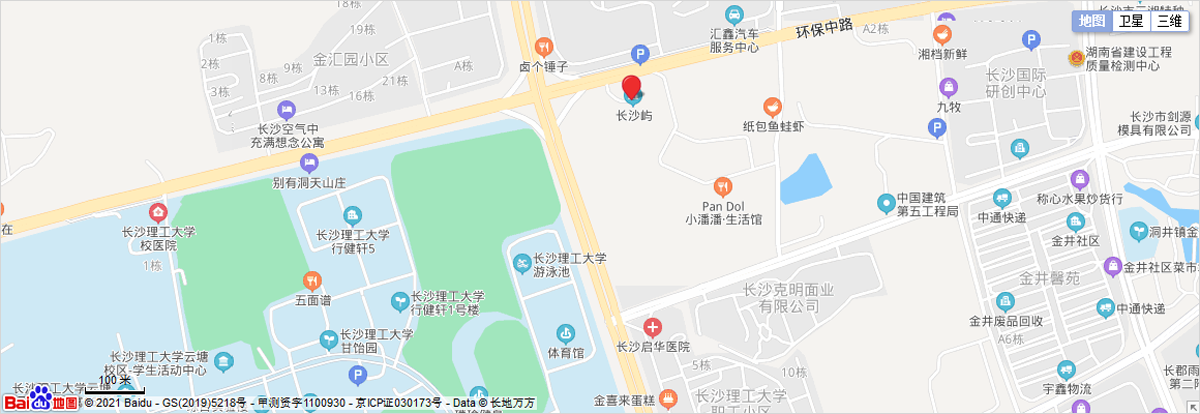 19栋
18栋
1栋
2栋
金汇园小区
3栋
A栋
8栋
9栋
21栋
13栋
16栋
16栋
卤个锤子
长沙空气中
充满想念公寓
别有洞天山庄
长沙屿
汇鑫汽车
服务中心
环保中路
A2栋
湘档新鲜
地图
卫星
三维
长沙国际
研创中心
湖南省建设工程
质量检测中心
九牧
纸包鱼蛙虾
长沙市剑源
模具有限公司
Pan Dol
小潘潘·生活馆
中国建筑
第五工程局
中通快递
称心水果炒货行
金井社区
洞井镇金
金井社区菜市
金井馨苑
在
长沙理工大学
校医院
1栋
长沙理工大学
行健轩5
长沙理工大学
游泳池
五面谱
长沙理工大学
行健轩1号楼
长沙理工大学
甘怡园
长沙理工大学云塘
校区-学生活动中心
体育馆
长沙克明面业
有限公司
长沙启华医院
5栋
10栋
长沙理工大学
职工小区
金喜来蛋糕
金井废品回收
A6栋
中通快递
宇鑫物流
长郡雨
第二
100 米
Bai du 地图
© 2021 Baidu - GS(2019)5218号 - 甲测资字1100930 - 京ICP证030173号 - Data © 长地万方